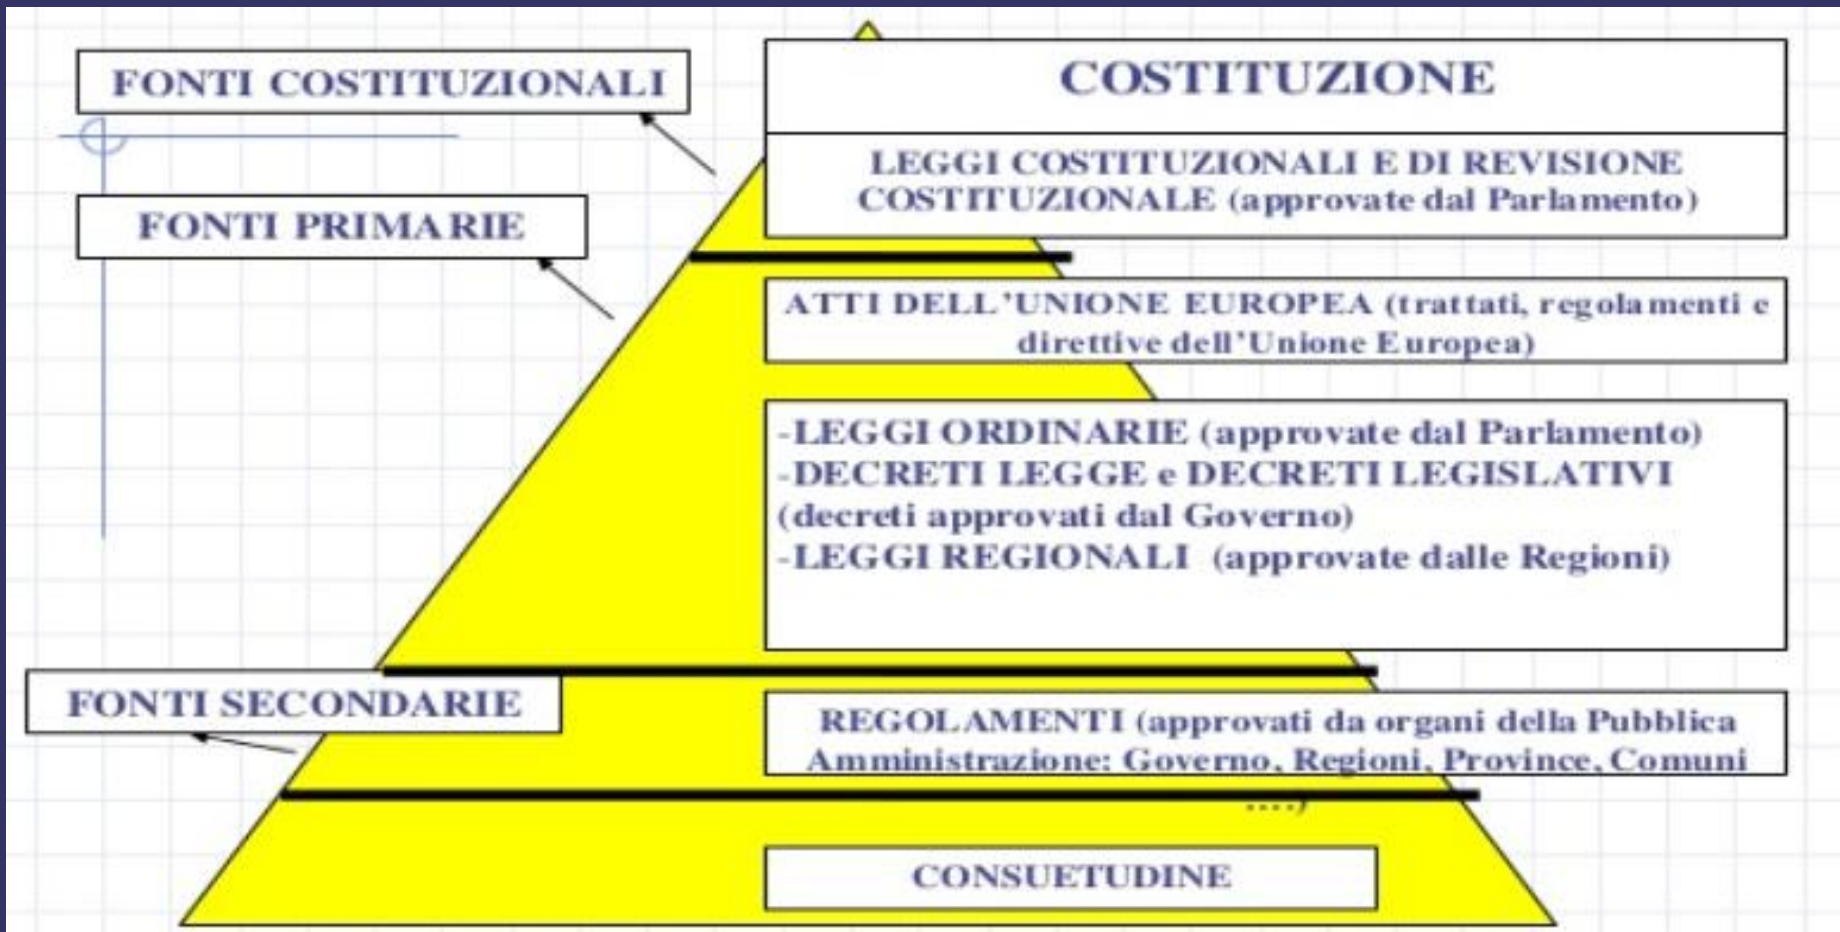 FONTI COSTITUZIONALI
COSTITUZIONE
LEGGI COSTITUZIONALI E DI REVISIONE
COSTITUZIONALE (approvate dal Parlamento)
FONTI PRIMARIE
ATTI DELL'UNIONE EUROPEA (trattati, regolamenti e
direttive dell'Unione Europea)
-LEGGI ORDINARIE (approvate dal Parlamento)
-DECRETI LEGGE e DECRETI LEGISLATIVI
(decreti approvati dal Governo)
-LEGGI REGIONALI (approvate dalle Regioni)
FONTI SECONDARIE
REGOLAMENTI (approvati da organi della Pubblica
Amministrazione: Governo, Regioni, Province, Comuni
....)
CONSUETUDINE